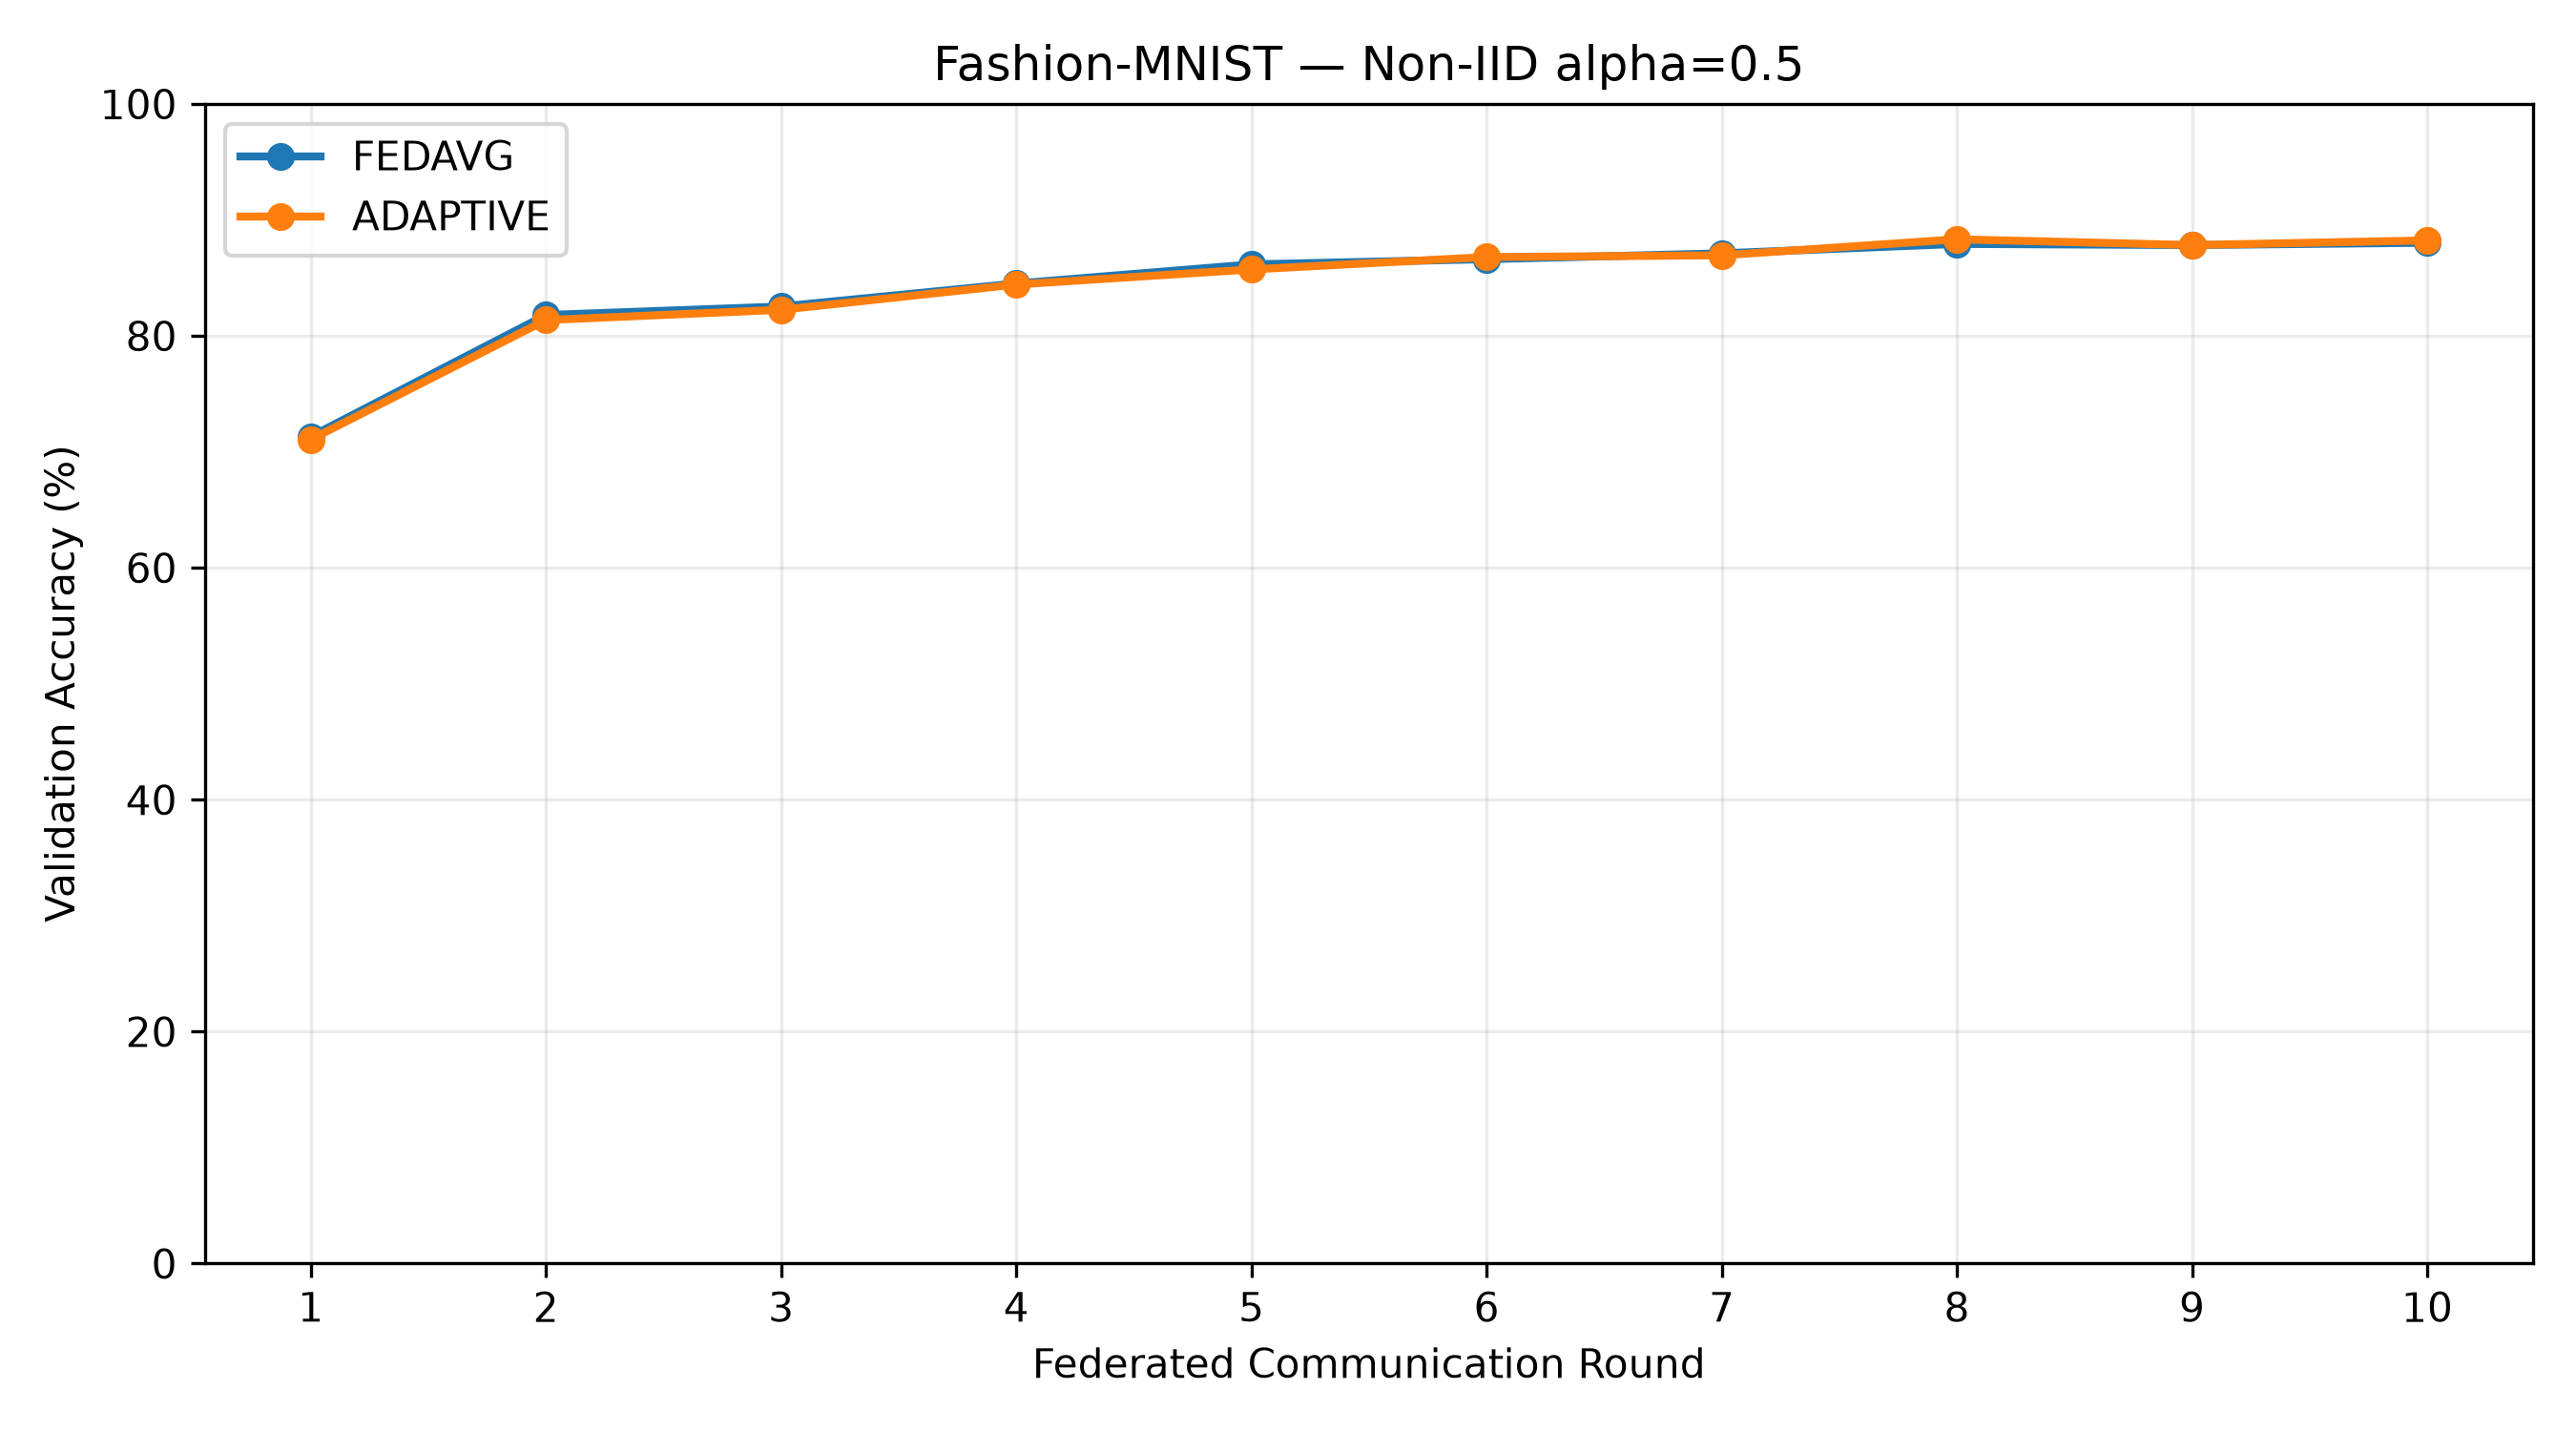 Fashion-MNIST — Non-IID alpha=0.5
FEDAVG
ADAPTIVE
Validation Accuracy (%)
100
80
60
40
20
0
1 2 3 4 5 6 7 8 9 10
Federated Communication Round